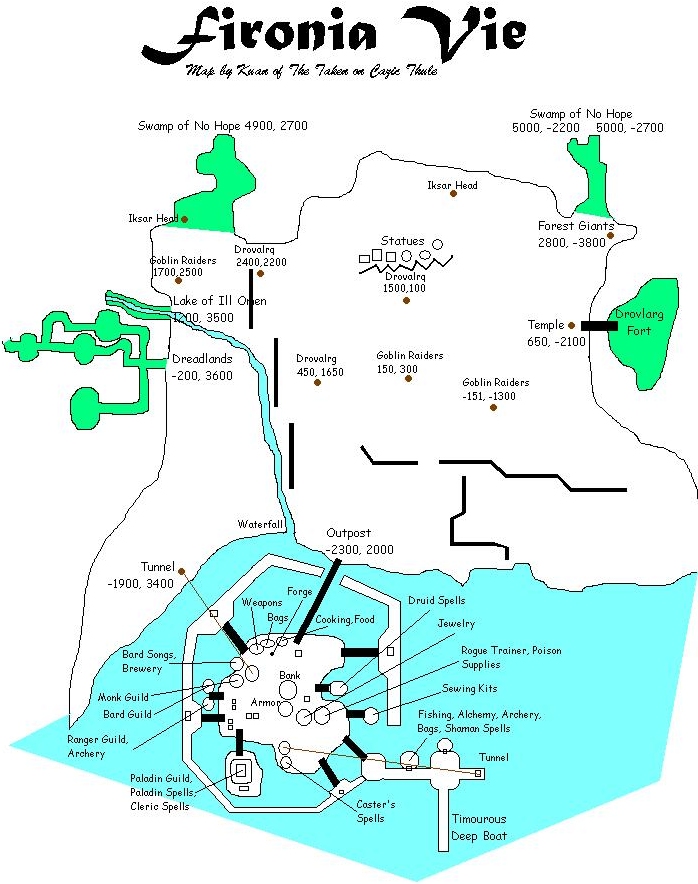 Fironia Vie
Map by Kuan of The Taken on Cazic Thule
Swamp of No Hope 4900, 2700
Swamp of No Hope
5000, -2200 5000, -2700
Iksar Head
Iksar Head
Forest Giants
2800, -3800
Statues
Goblin Raiders
1700,2500
Drovalrg
2400,2200
Drovalrg
1500,100
Lake of Ill Omen
1200, 3500
Drovlarg
Fort
Temple
650, -2100
Dreadlands
-200, 3600
Drovalrg
450, 1650
Goblin Raiders
150, 300
Goblin Raiders
-151, -1300
Waterfall
Outpost
-2300, 2000
Tunnel
-1900, 3400
Forge
Weapons
Bags
Cooking,Food
Druid Spells
Jewelry
Bard Songs,
Brewery
Rogue Trainer, Poison
Supplies
Bank
Monk Guild
Armor
Sewing Kits
Bard Guild
Fishing, Alchemy, Archery,
Bags, Shaman Spells
Ranger Guild,
Archery
Tunnel
Paladin Guild,
Paladin Spells,
Cleric Spells
Caster's
Spells
Timourous
Deep Boat